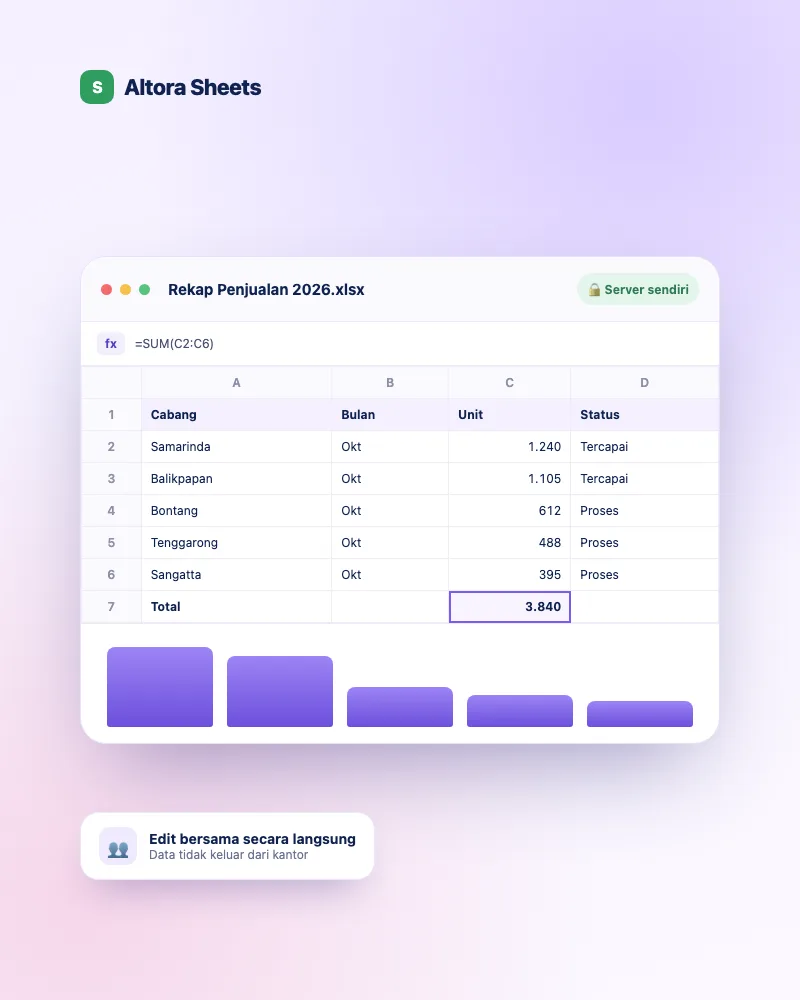 S Altora Sheets
Rekap Penjualan 2026.xlsx 🔒 Server sendiri
fx =SUM(C2:C6)
A B C D
1 Cabang Bulan Unit Status
2 Samarinda Okt 1.240 Tercapai
3 Balikpapan Okt 1.105 Tercapai
4 Bontang Okt 612 Proses
5 Tenggarong Okt 488 Proses
6 Sangatta Okt 395 Proses
7 Total 3.840
Edit bersama secara langsung
Data tidak keluar dari kantor